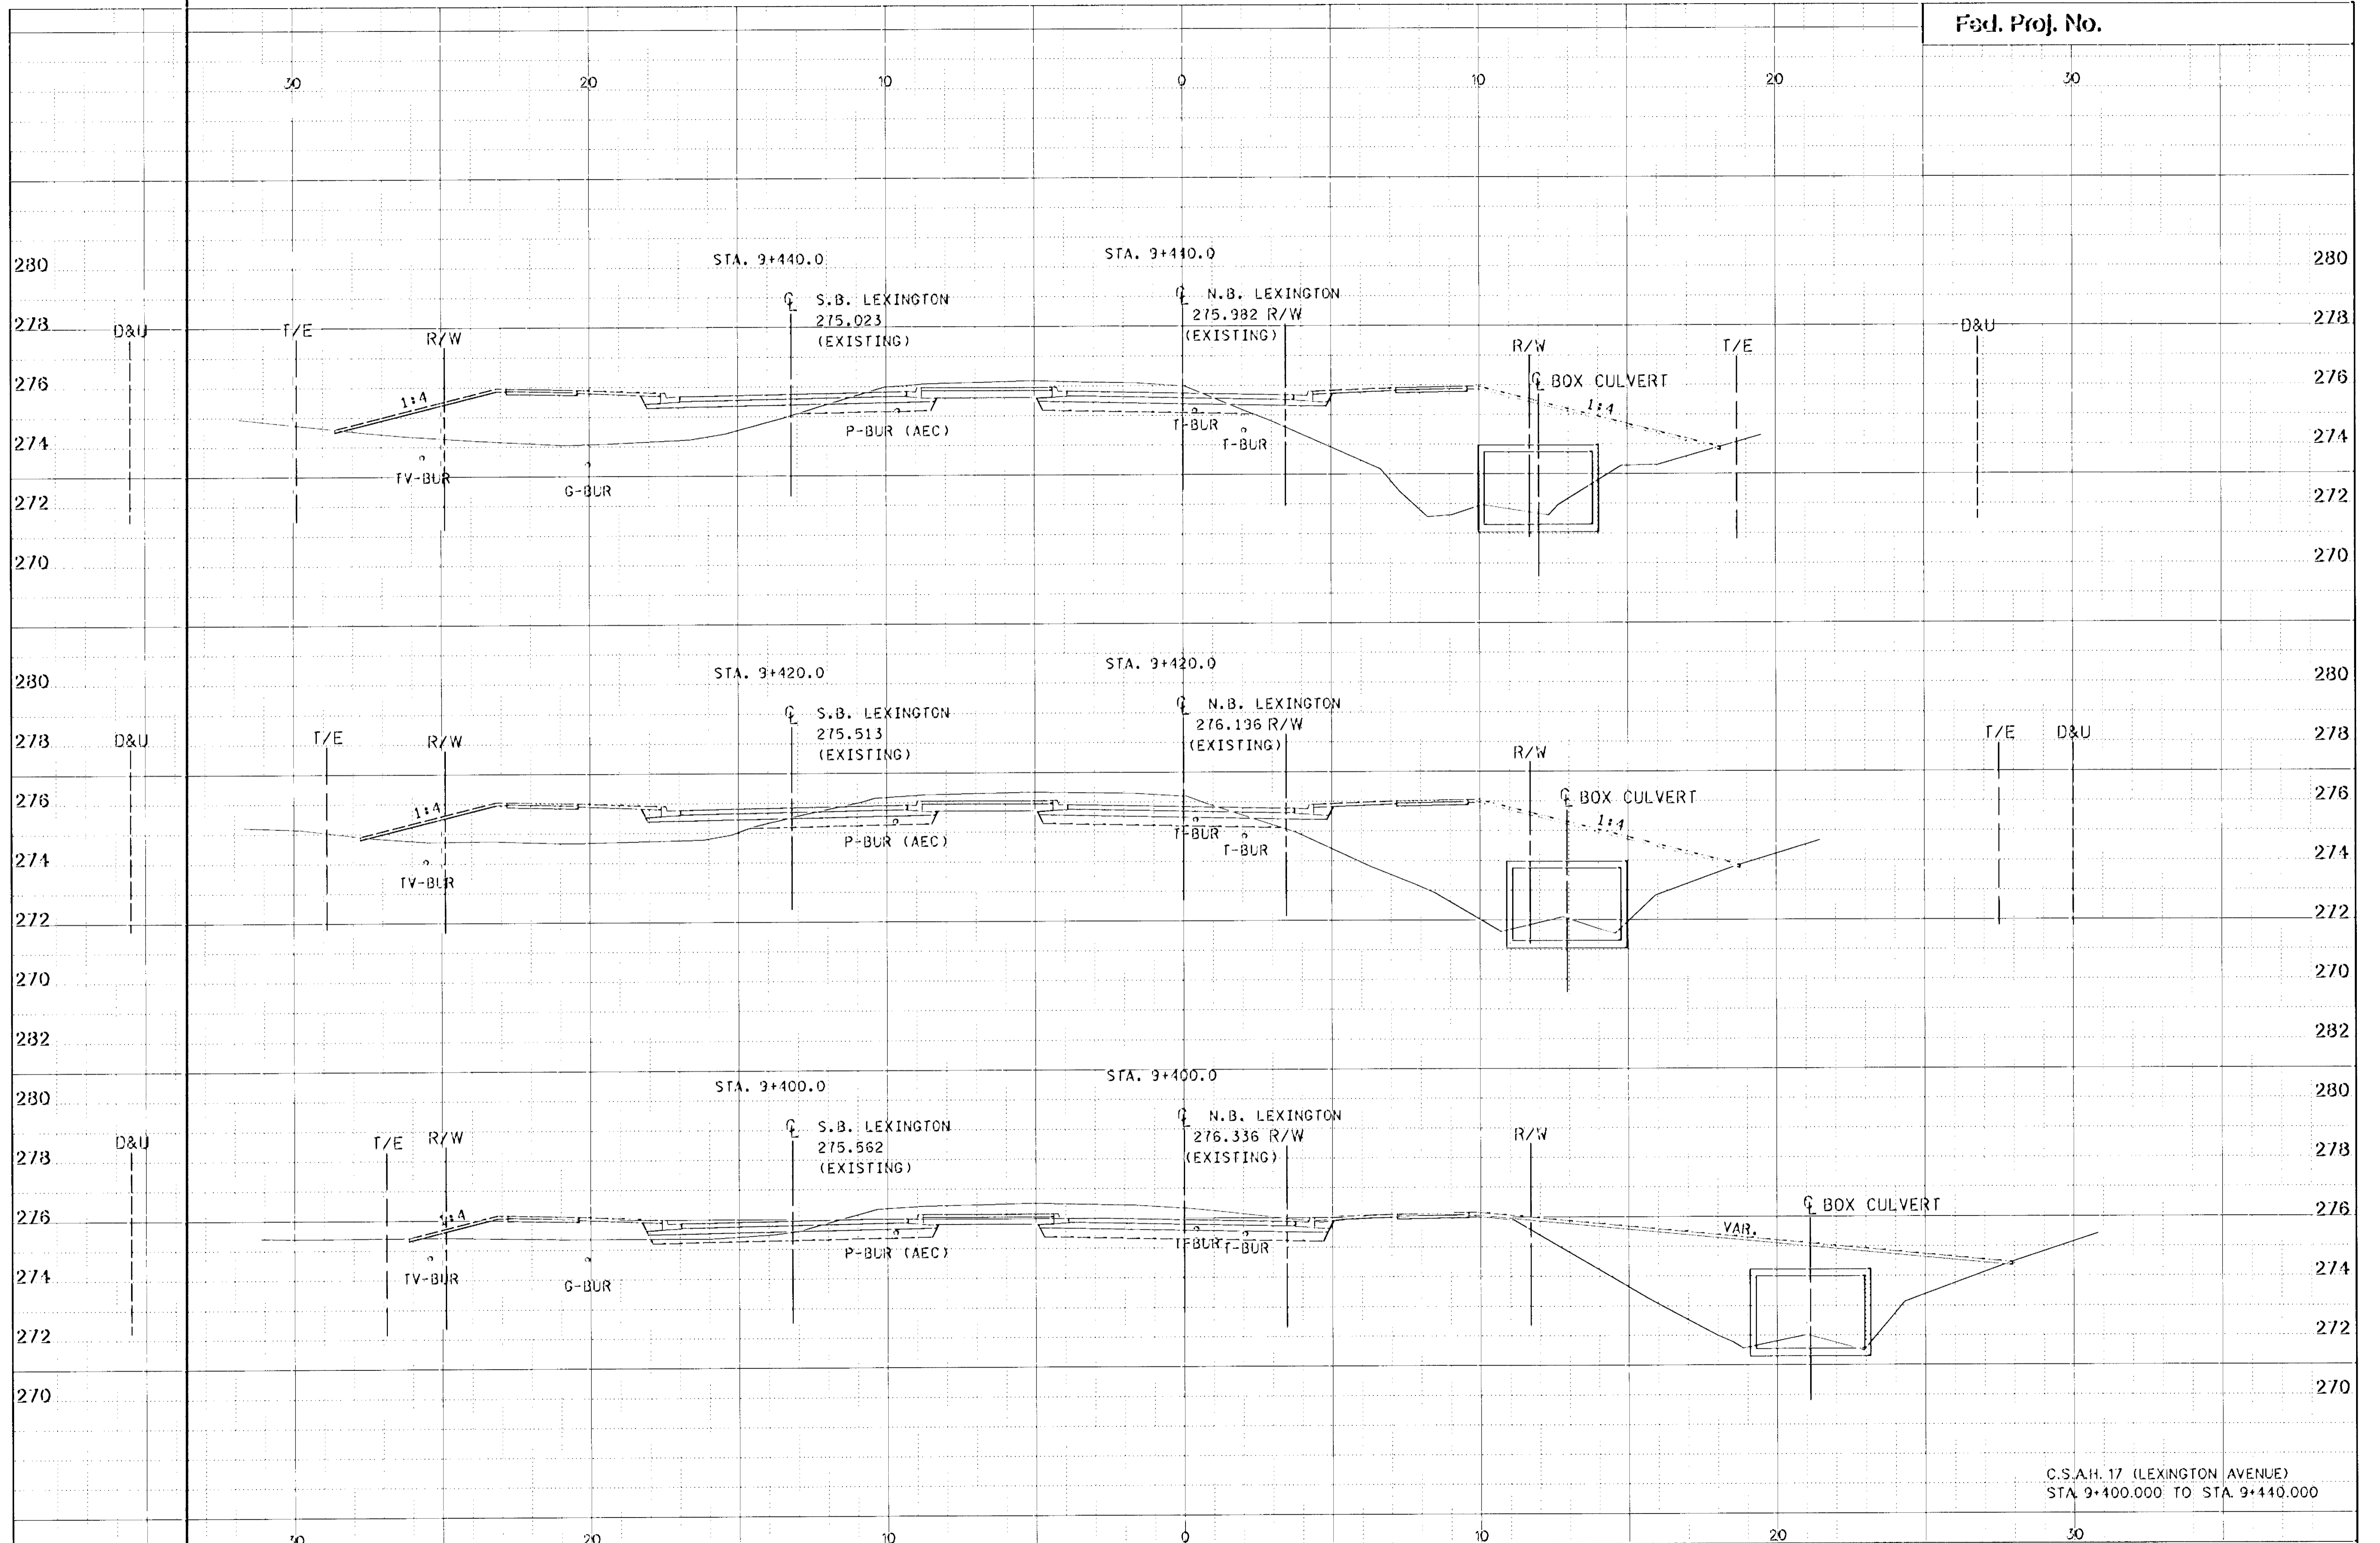 Fed. Proj. No.
30 20 10 0 10 20 30
STA. 9+440.0 STA. 9+440.0
280 280
℄ S.B. LEXINGTON ℄ N.B. LEXINGTON
275.023 275.982 R/W
(EXISTING) (EXISTING)
278 D&U T/E R/W R/W T/E D&U 278
276 1:4 ℄ BOX CULVERT 276
1:4
P-BUR (AEC) T-BUR
T-BUR
274 274
TV-BUR G-BUR
272 272
270 270
STA. 9+420.0 STA. 9+420.0
280 280
℄ S.B. LEXINGTON ℄ N.B. LEXINGTON
275.513 276.196 R/W
(EXISTING) (EXISTING)
278 D&U T/E R/W R/W T/E D&U 278
276 1:4 ℄ BOX CULVERT 276
1:4
P-BUR (AEC) T-BUR
T-BUR
274 274
TV-BUR
272 272
270 270
282 282
STA. 9+400.0 STA. 9+400.0
280 280
℄ S.B. LEXINGTON ℄ N.B. LEXINGTON
275.562 276.336 R/W
(EXISTING) (EXISTING)
278 D&U T/E R/W R/W 278
276 1:4 ℄ BOX CULVERT 276
VAR.
P-BUR (AEC) T-BUR T-BUR
274 274
TV-BUR G-BUR
272 272
270 270
C.S.A.H. 17 (LEXINGTON AVENUE)
STA. 9+400.000 TO STA. 9+440.000
30 20 10 0 10 20 30